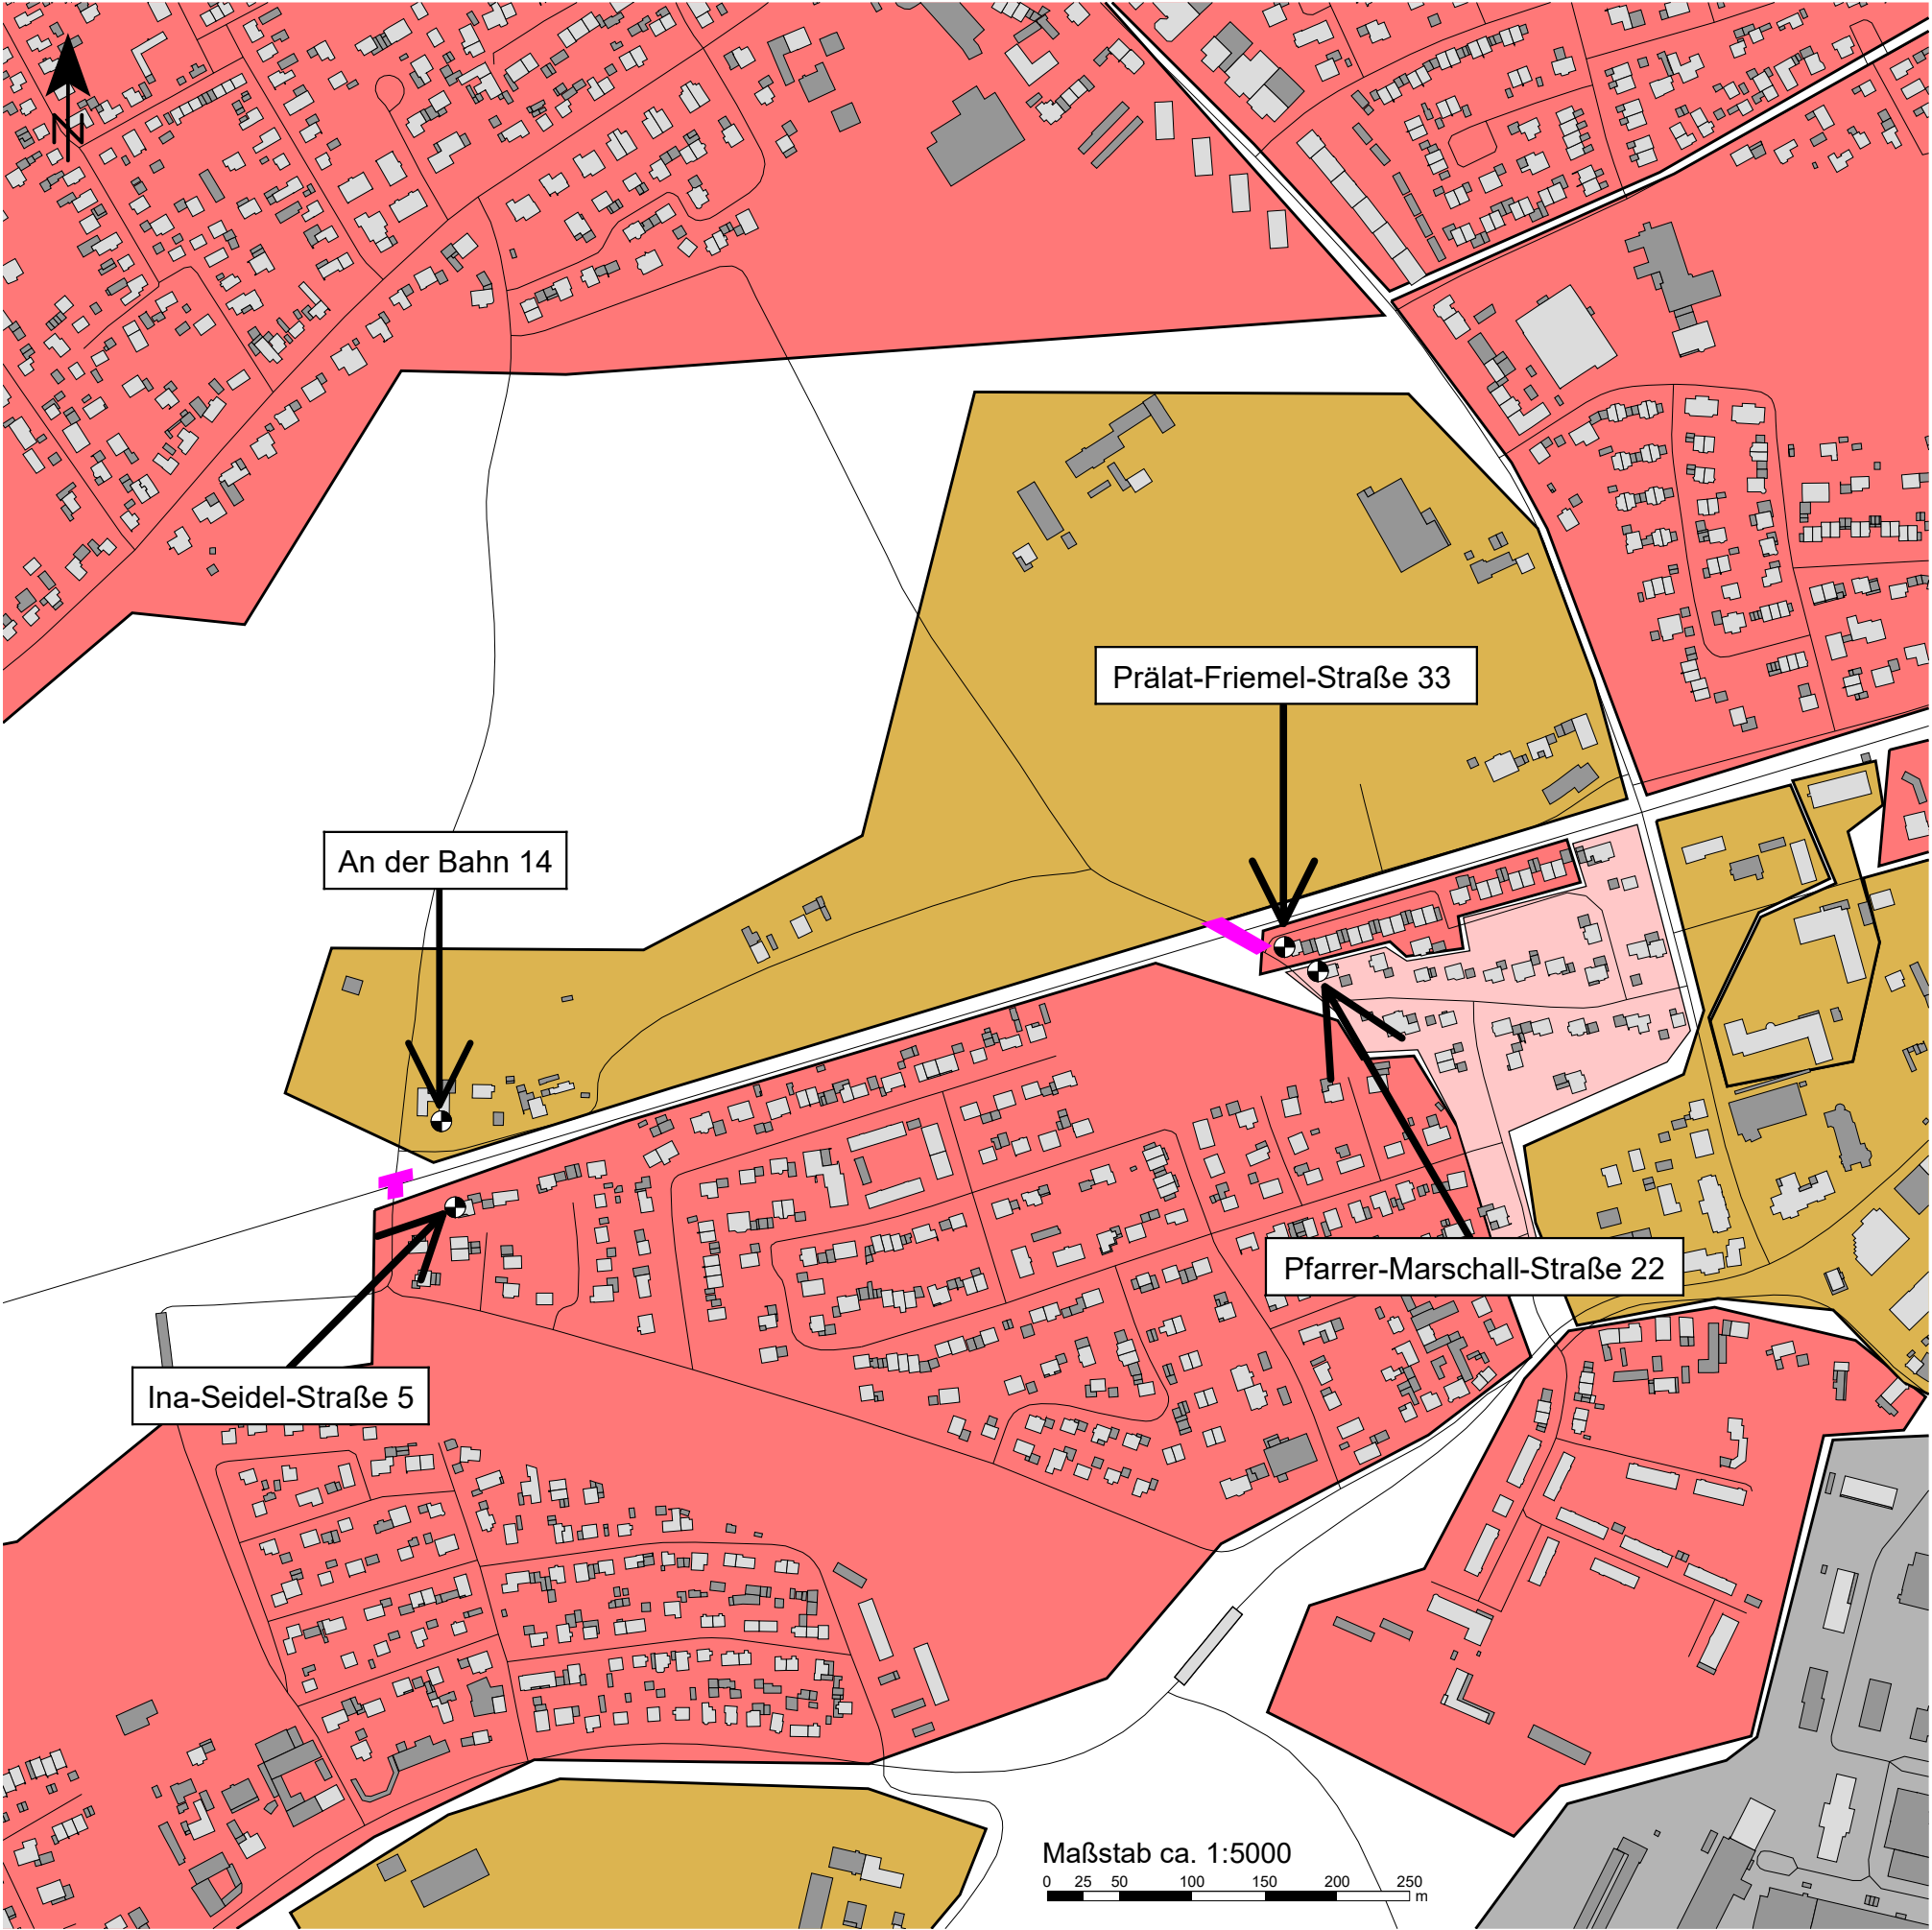 N
Prälat-Friemel-Straße 33
An der Bahn 14
Pfarrer-Marschall-Straße 22
Ina-Seidel-Straße 5
Maßstab ca. 1:5000
0 25 50 100 150 200 250
m